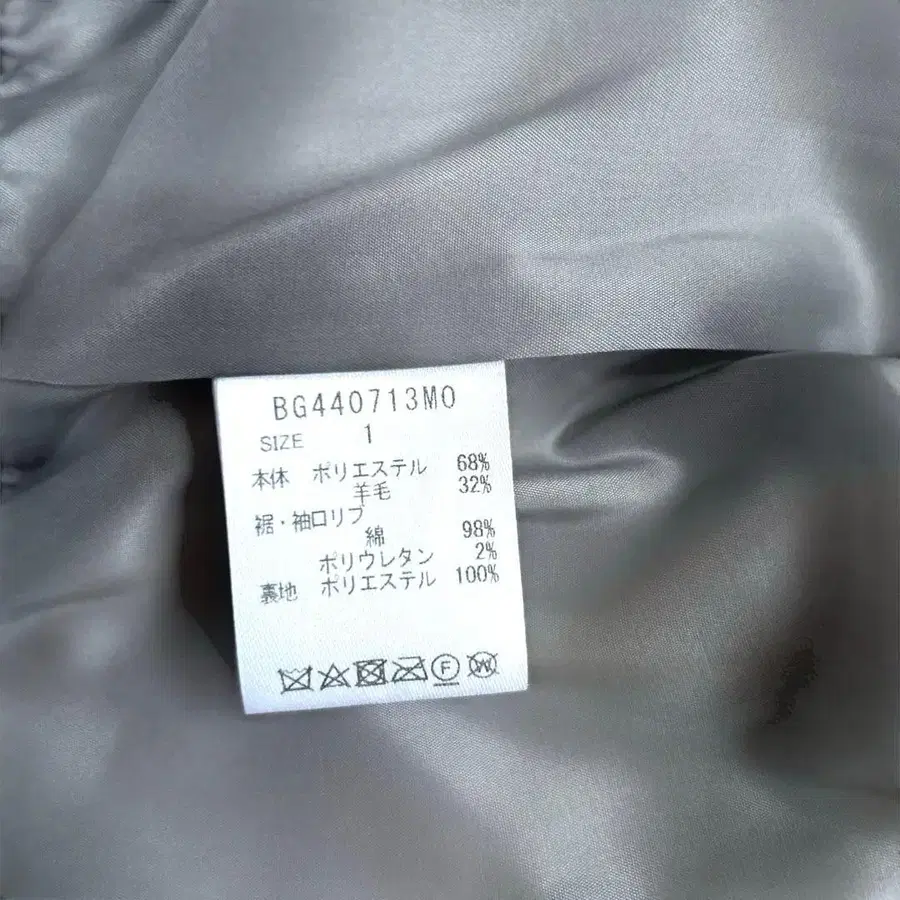 BG440713MO
SIZE 1
本体 ポリエステル 68%
羊毛 32%
裾・袖口リブ
綿 98%
ポリウレタン 2%
裏地 ポリエステル 100%
F W